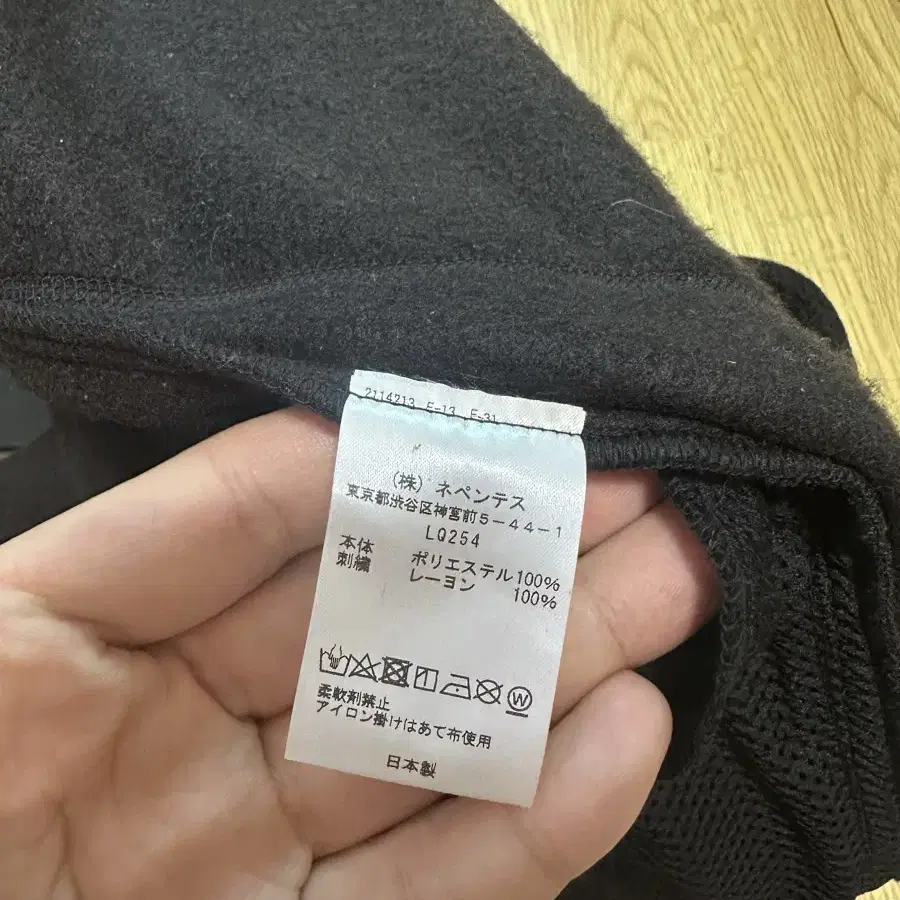 2114213 E-13 E-31
(株) ネペンテス
東京都渋谷区神宮前5-44-1
LQ254
本体 ポリエステル100%
刺繍 レーヨン 100%
W
柔軟剤禁止
アイロン掛けはあて布使用
日本製